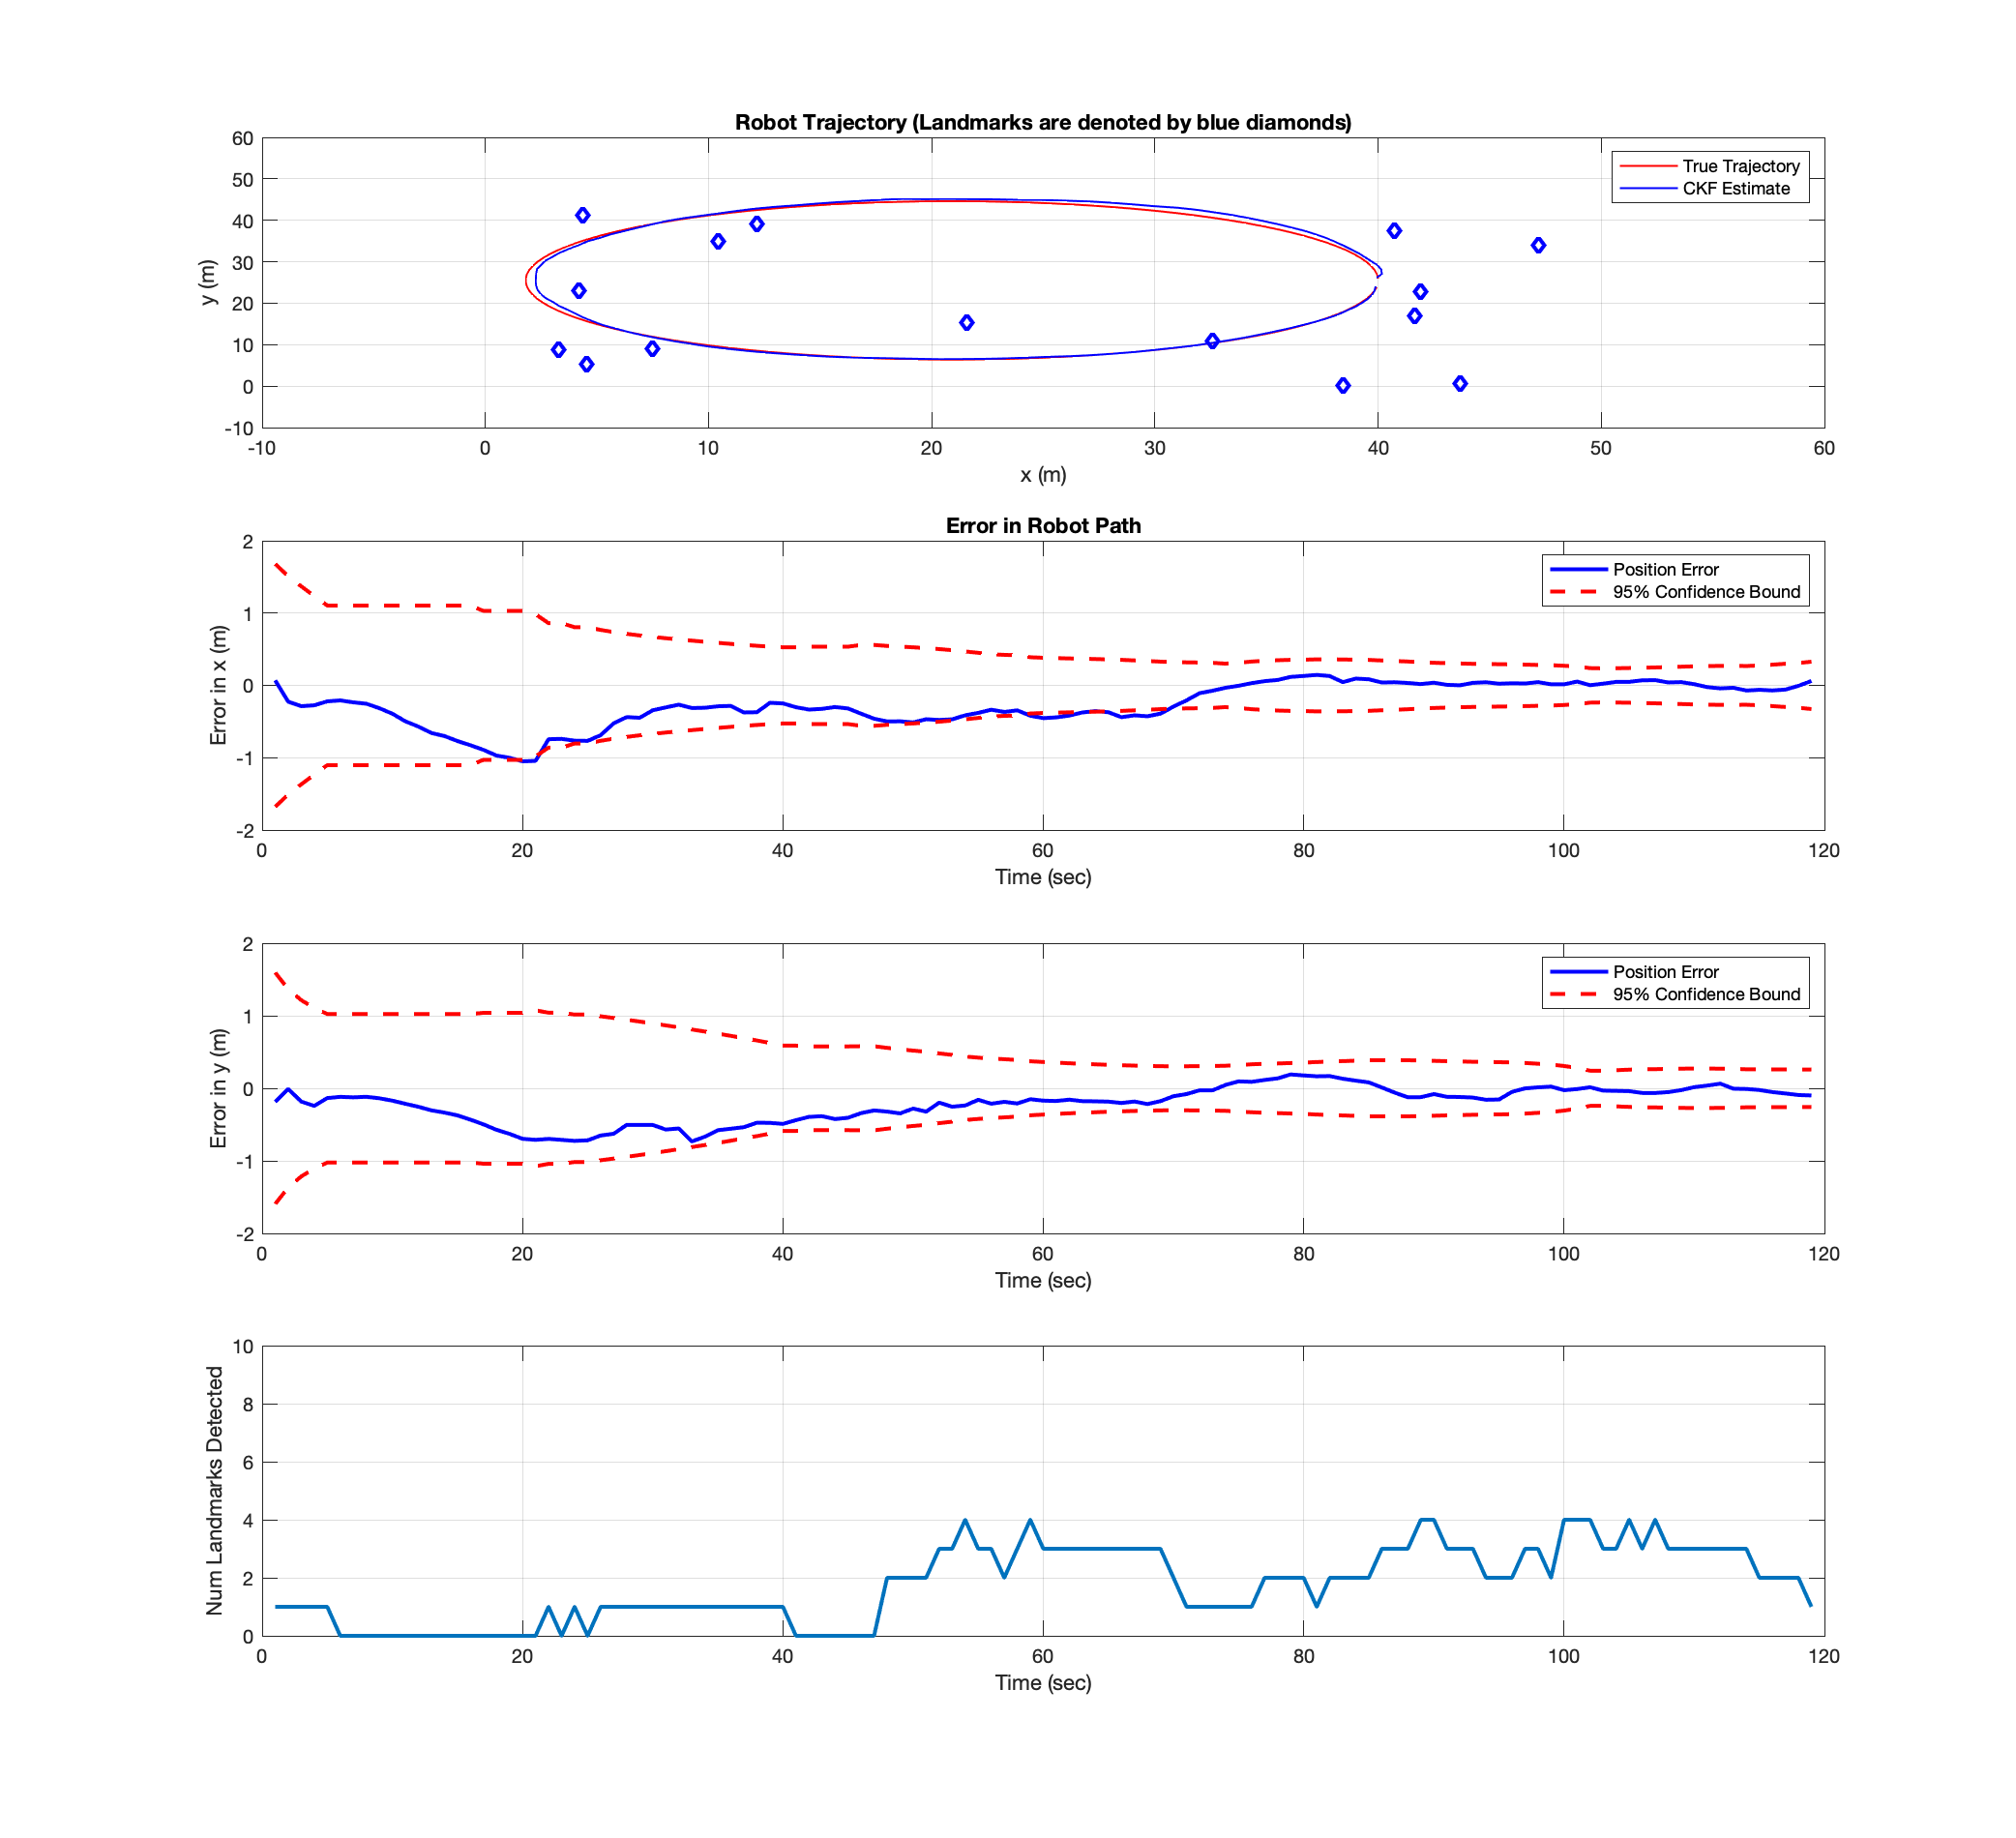 Robot Trajectory (Landmarks are denoted by blue diamonds)
60
50
40
30
20
10
0
-10
y (m)
True Trajectory
CKF Estimate
-10 0 10 20 30 40 50 60
x (m)
Error in Robot Path
2
1
0
-1
-2
Error in x (m)
Position Error
95% Confidence Bound
0 20 40 60 80 100 120
Time (sec)
2
1
0
-1
-2
Error in y (m)
Position Error
95% Confidence Bound
0 20 40 60 80 100 120
Time (sec)
10
8
6
4
2
0
Num Landmarks Detected
0 20 40 60 80 100 120
Time (sec)